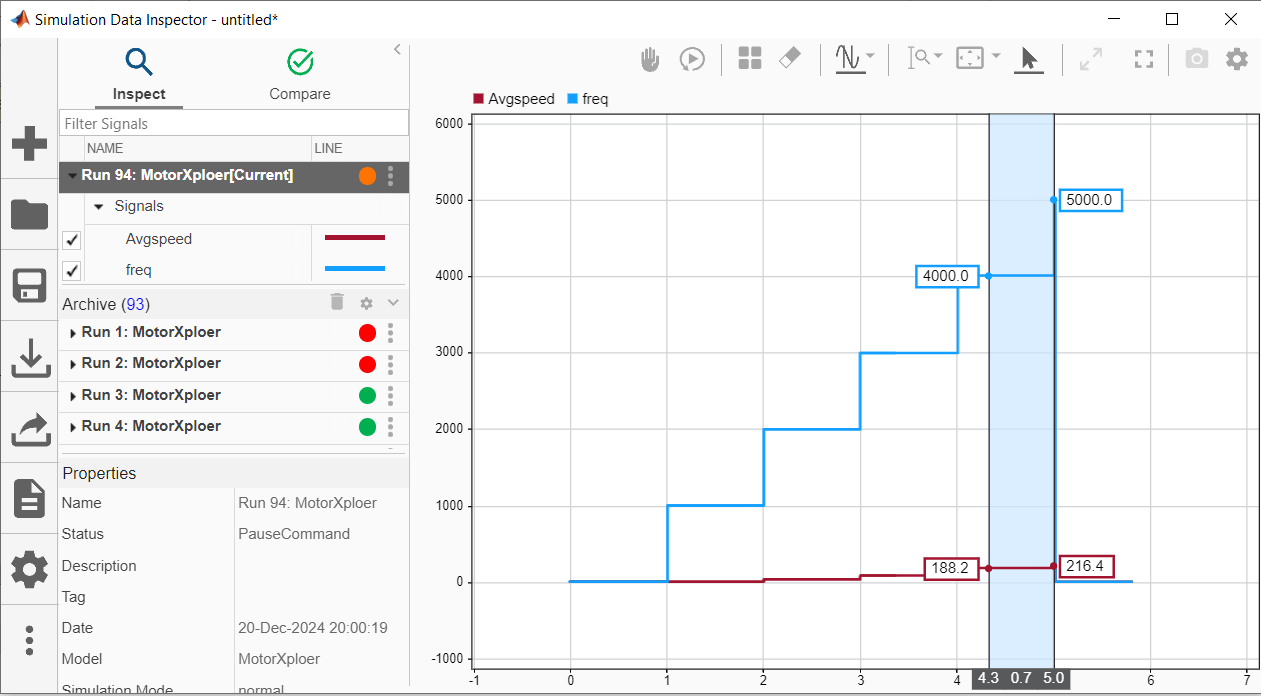 Simulation Data Inspector - untitled*
Inspect
Compare
Filter Signals
NAME LINE
Run 94: MotorXploer[Current]
Signals
Avgspeed
freq
Archive (93)
Run 1: MotorXploer
Run 2: MotorXploer
Run 3: MotorXploer
Run 4: MotorXploer
Properties
Name Run 94: MotorXploer
Status PauseCommand
Description
Tag
Date 20-Dec-2024 20:00:19
Model MotorXploer
Simulation Mode normal
Avgspeed freq
6000
5000
4000
3000
2000
1000
0
-1000
5000.0
4000.0
188.2
216.4
-1 0 1 2 3 4 4.3 0.7 5.0 6 7